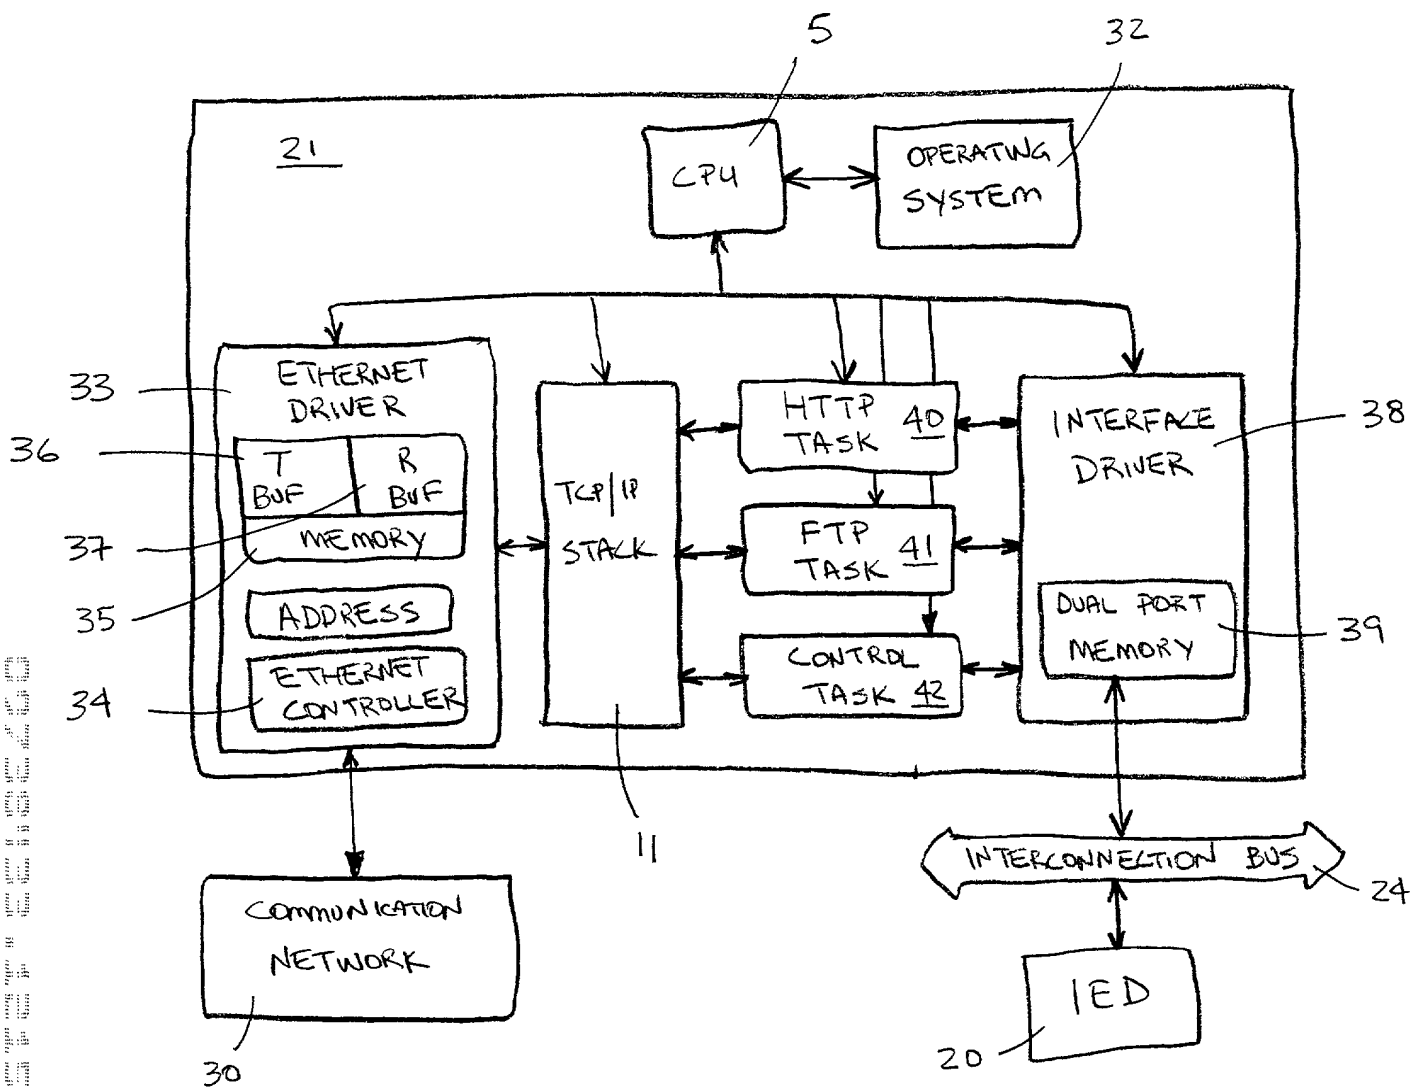 5
32
21
CPU
OPERATING
SYSTEM
33
ETHERNET
DRIVER
36
T
BUF
R
BUF
37
MEMORY
35
ADDRESS
34
ETHERNET
CONTROLLER
TCP/IP
STACK
11
HTTP
TASK 40
FTP
TASK 41
CONTROL
TASK 42
INTERFACE
DRIVER
38
DUAL PORT
MEMORY
39
INTERCONNECTION BUS
24
COMMUNICATION
NETWORK
30
IED
20